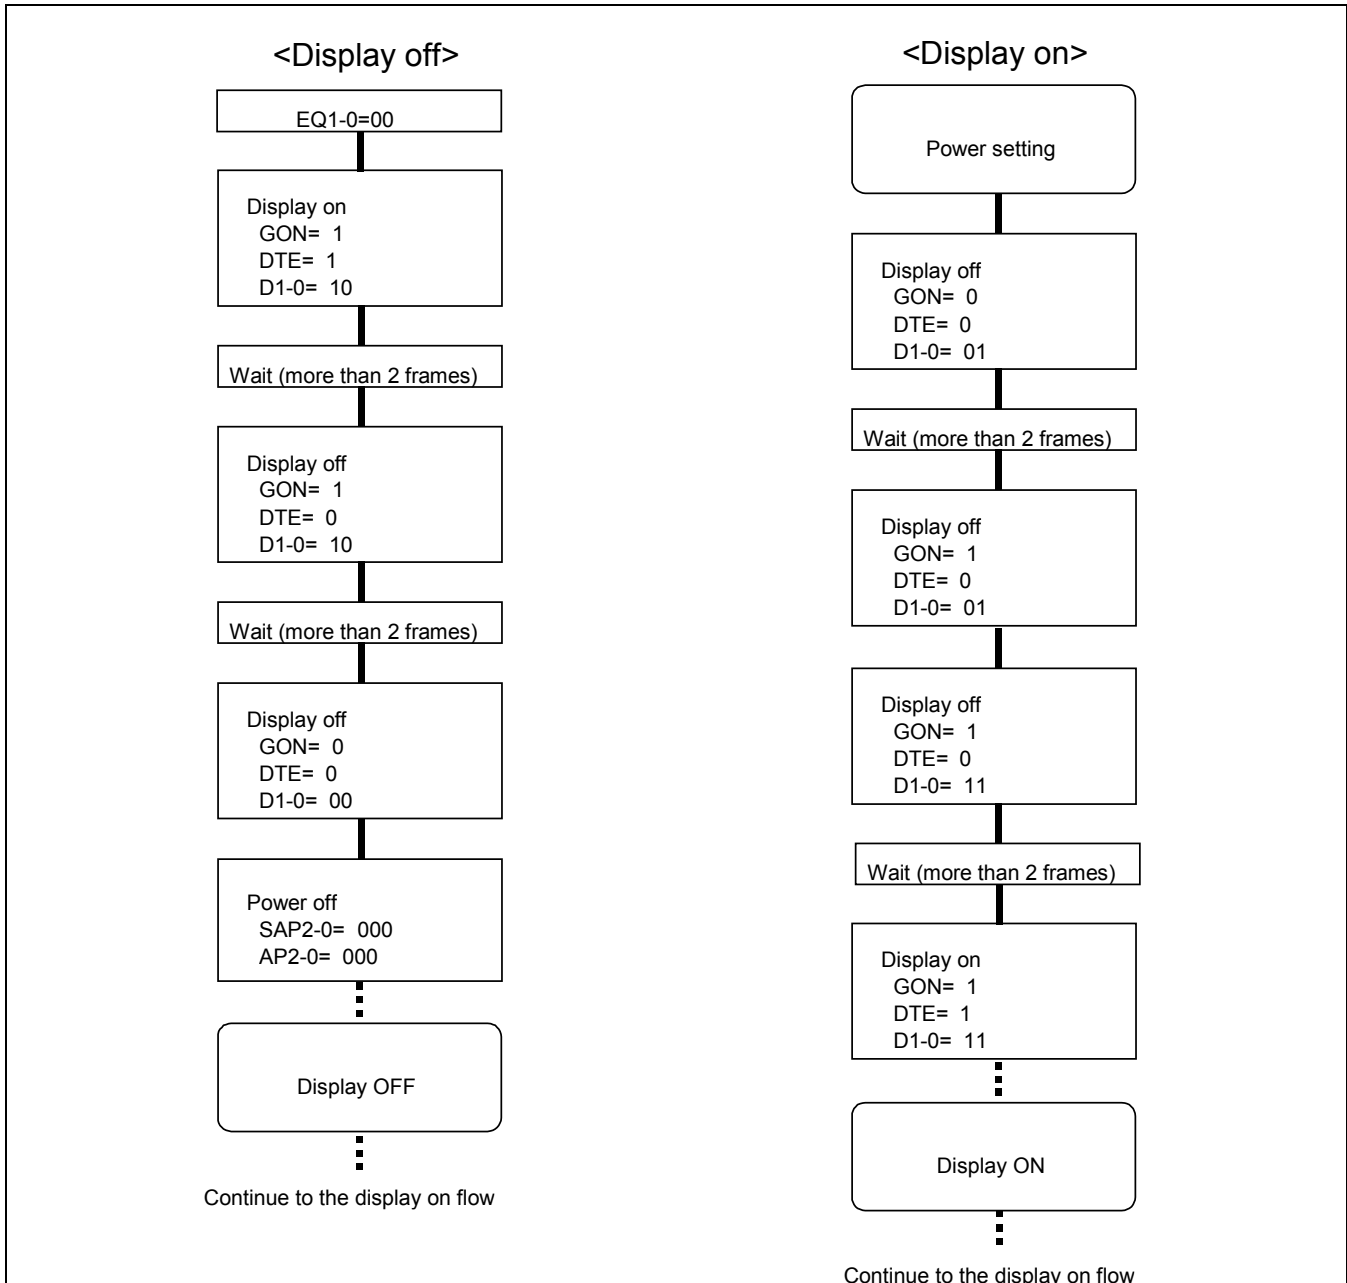 <Display off>
EQ1-0=00
Display on
GON= 1
DTE= 1
D1-0= 10
Wait (more than 2 frames)
Display off
GON= 1
DTE= 0
D1-0= 10
Wait (more than 2 frames)
Display off
GON= 0
DTE= 0
D1-0= 00
Power off
SAP2-0= 000
AP2-0= 000
Display OFF
Continue to the display on flow
<Display on>
Power setting
Display off
GON= 0
DTE= 0
D1-0= 01
Wait (more than 2 frames)
Display off
GON= 1
DTE= 0
D1-0= 01
Display off
GON= 1
DTE= 0
D1-0= 11
Wait (more than 2 frames)
Display on
GON= 1
DTE= 1
D1-0= 11
Display ON
Continue to the display on flow